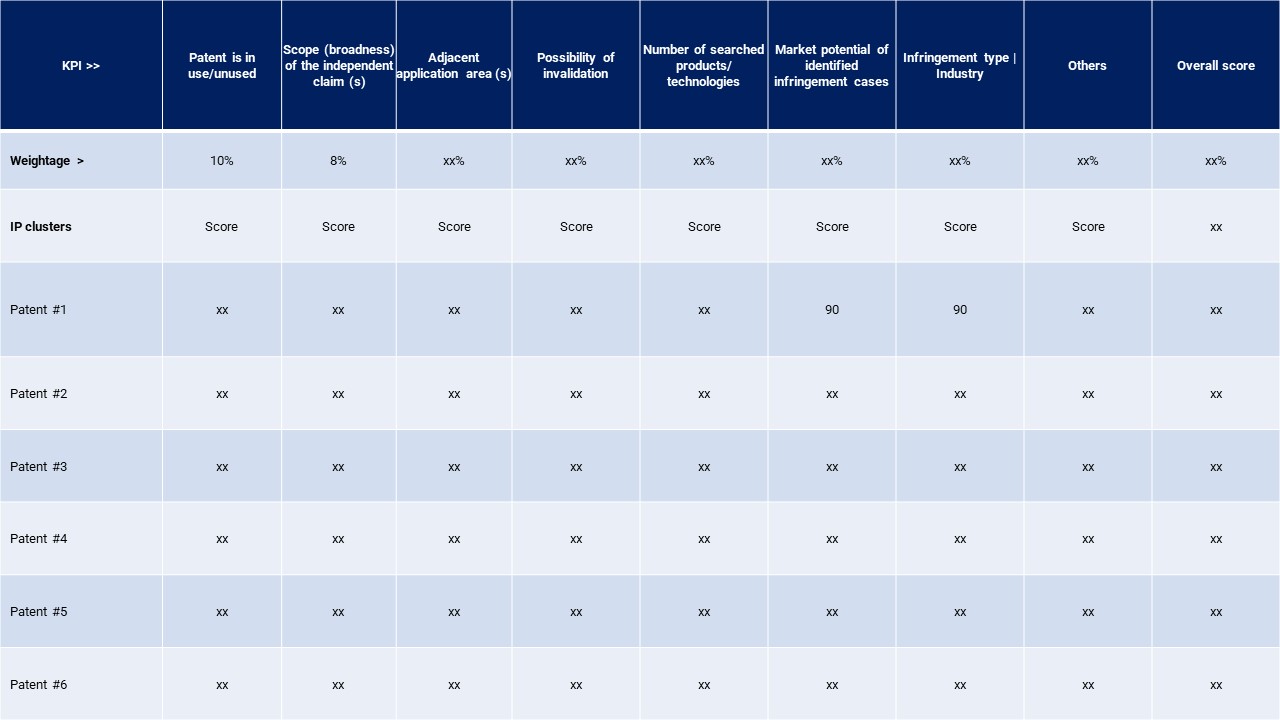 KPI >>
Patent is in
use/unused
Scope (broadness)
of the independent
claim (s)
Adjacent
application area (s)
Possibility of
invalidation
Number of searched
products/
technologies
Market potential of
identified
infringement cases
Infringement type |
Industry
Others
Overall score
Weightage > 10% 8% xx% xx% xx% xx% xx% xx% xx%
IP clusters Score Score Score Score Score Score Score Score xx
Patent #1 xx xx xx xx xx 90 90 xx xx
Patent #2 xx xx xx xx xx xx xx xx xx
Patent #3 xx xx xx xx xx xx xx xx xx
Patent #4 xx xx xx xx xx xx xx xx xx
Patent #5 xx xx xx xx xx xx xx xx xx
Patent #6 xx xx xx xx xx xx xx xx xx